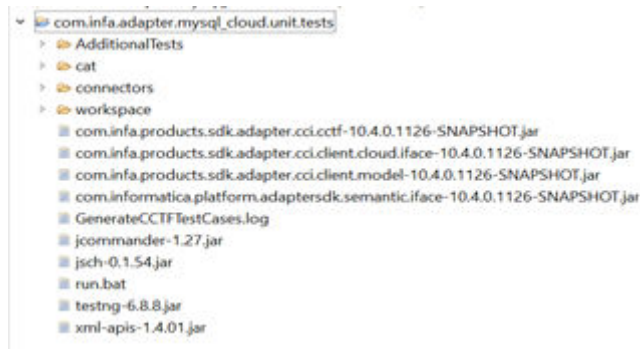 com.infa.adapter.mysql_cloud.unit.tests
AdditionalTests
cat
connectors
workspace
com.infa.products.sdk.adapter.cci.cctf-10.4.0.1126-SNAPSHOT.jar
com.infa.products.sdk.adapter.cci.client.cloud.iface-10.4.0.1126-SNAPSHOT.jar
com.infa.products.sdk.adapter.cci.client.model-10.4.0.1126-SNAPSHOT.jar
com.informatica.platform.adaptersdk.semantic.iface-10.4.0.1126-SNAPSHOT.jar
GenerateCCTFTestCases.log
jcommander-1.27.jar
jsch-0.1.54.jar
run.bat
testng-6.8.8.jar
xml-apis-1.4.01.jar